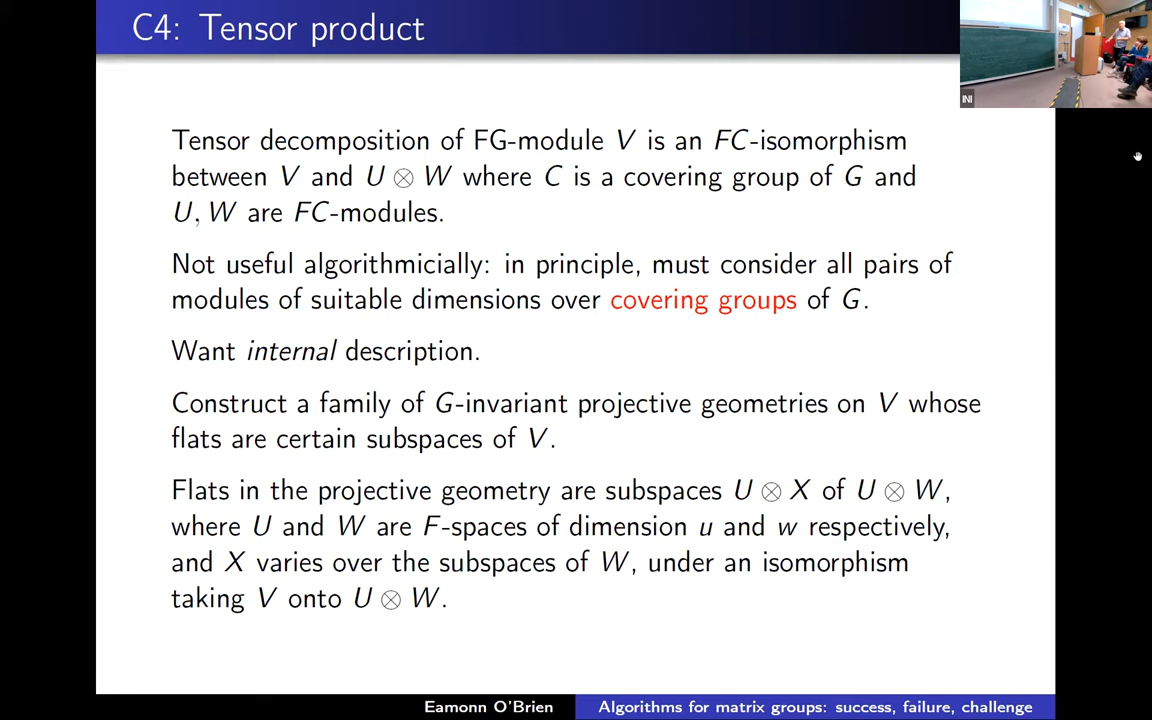 C4: Tensor product
INI
Tensor decomposition of FG-module V is an FC-isomorphism
between V and U ⊗ W where C is a covering group of G and
U, W are FC-modules.
Not useful algorithmicially: in principle, must consider all pairs of
modules of suitable dimensions over covering groups of G.
Want internal description.
Construct a family of G-invariant projective geometries on V whose
flats are certain subspaces of V.
Flats in the projective geometry are subspaces U ⊗ X of U ⊗ W,
where U and W are F-spaces of dimension u and w respectively,
and X varies over the subspaces of W, under an isomorphism
taking V onto U ⊗ W.
Eamonn O'Brien
Algorithms for matrix groups: success, failure, challenge